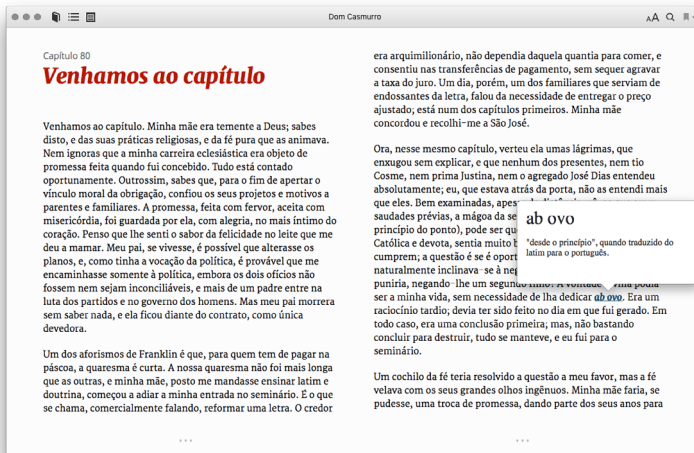 Dom Casmurro
AA
Capítulo 80
Venhamos ao capítulo
Venhamos ao capítulo. Minha mãe era temente a Deus; sabes
disto, e das suas práticas religiosas, e da fé pura que as animava.
Nem ignoras que a minha carreira eclesiástica era objeto de
promessa feita quando fui concebido. Tudo está contado
oportunamente. Outrossim, sabes que, para o fim de apertar o
vínculo moral da obrigação, confiou os seus projetos e motivos a
parentes e familiares. A promessa, feita com fervor, aceita com
misericórdia, foi guardada por ela, com alegria, no mais íntimo do
coração. Penso que lhe senti o sabor da felicidade no leite que me
deu a mamar. Meu pai, se vivesse, é possível que alterasse os
planos, e, como tinha a vocação da política, é provável que me
encaminhasse somente à política, embora os dois ofícios não
fossem nem sejam inconciliáveis, e mais de um padre entre na
luta dos partidos e no governo dos homens. Mas meu pai morrera
sem saber nada, e ela ficou diante do contrato, como única
devedora.
Um dos aforismos de Franklin é que, para quem tem de pagar na
páscoa, a quaresma é curta. A nossa quaresma não foi mais longa
que as outras, e minha mãe, posto me mandasse ensinar latim e
doutrina, começou a adiar a minha entrada no seminário. É o que
se chama, comercialmente falando, reformar uma letra. O credor
era arquimilionário, não dependia daquela quantia para comer, e
consentiu nas transferências de pagamento, sem sequer agravar
a taxa do juro. Um dia, porém, um dos familiares que serviam de
endossantes da letra, falou da necessidade de entregar o preço
ajustado; está num dos capítulos primeiros. Minha mãe
concordou e recolhi-me a São José.
Ora, nesse mesmo capítulo, verteu ela umas lágrimas, que
enxugou sem explicar, e que nenhum dos presentes, nem tio
Cosme, nem prima Justina, nem o agregado José Dias entendeu
absolutamente; eu, que estava atrás da porta, não as entendi mais
que eles. Bem examinadas,
saudades prévias, a mágoa da
princípio do ponto), pode ser
Católica e devota, sentia muito
cumprem; a questão é se é
naturalmente inclinava-se à
puniria, negando-lhe um segundo
ser a minha vida, sem necessidade de lha dedicar ab ovo. Era um
raciocínio tardio; devia ter sido feito no dia em que fui gerado. Em
todo caso, era uma conclusão primeira; mas, não bastando
concluir para destruir, tudo se manteve, e eu fui para o
seminário.
Um cochilo da fé teria resolvido a questão a meu favor, mas a fé
velava com os seus grandes olhos ingênuos. Minha mãe faria, se
pudesse, uma troca de promessa, dando parte dos seus anos para
ab ovo
"desde o princípio", quando traduzido do
latim para o português.